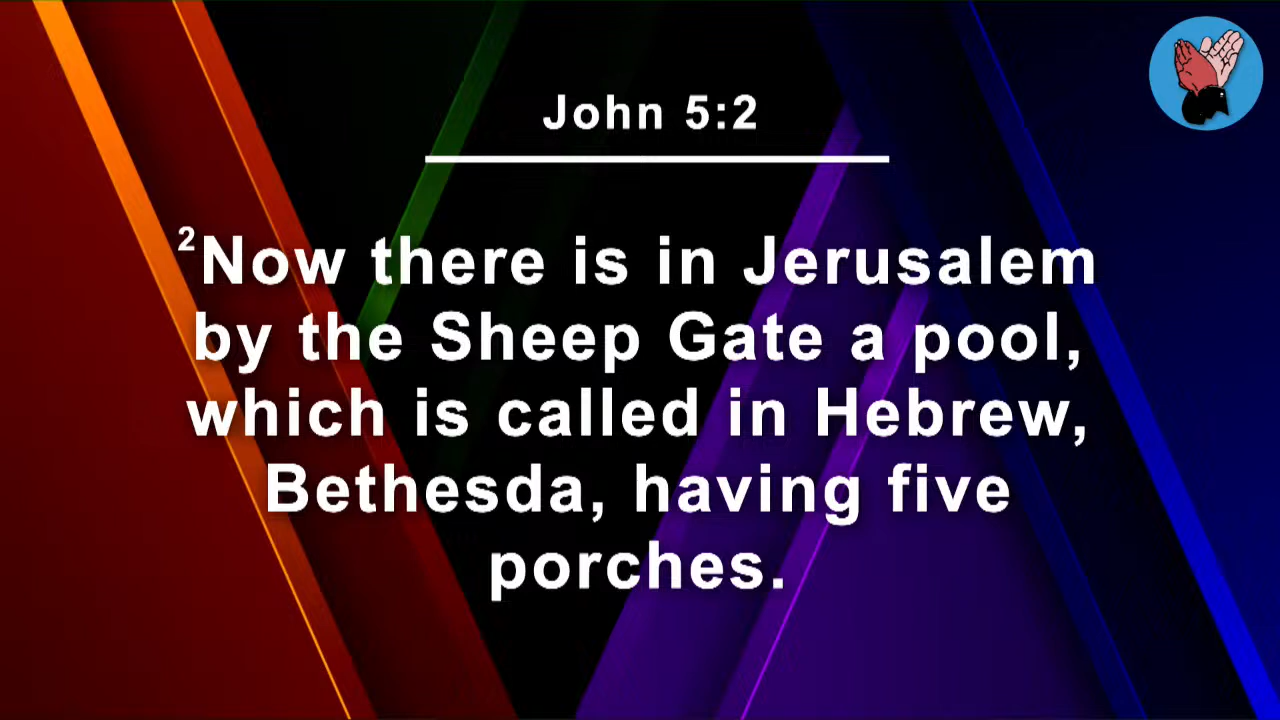 John 5:2
2Now there is in Jerusalem
by the Sheep Gate a pool,
which is called in Hebrew,
Bethesda, having five
porches.